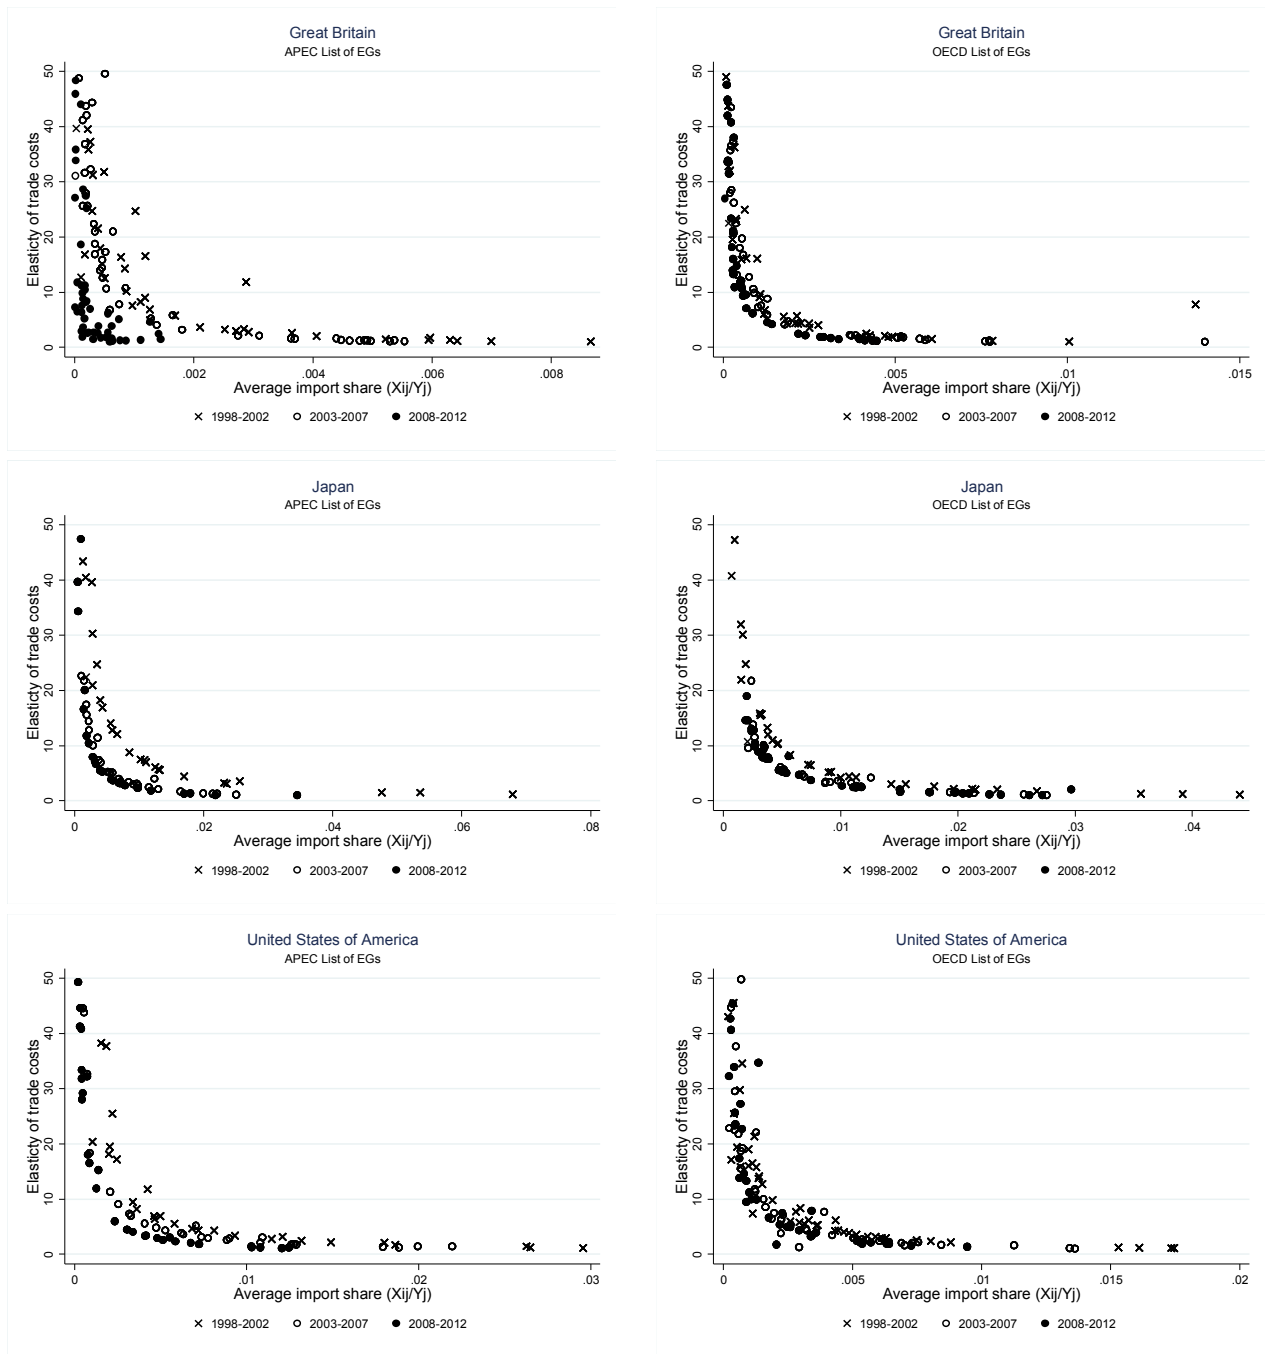 Great Britain
APEC List of EGs
Elasticty of trade costs
50
40
30
20
10
0
0 .002 .004 .006 .008
Average import share (Xij/Yj)
1998-2002 2003-2007 2008-2012
Great Britain
OECD List of EGs
Elasticty of trade costs
50
40
30
20
10
0
0 .005 .01 .015
Average import share (Xij/Yj)
1998-2002 2003-2007 2008-2012
Japan
APEC List of EGs
Elasticty of trade costs
50
40
30
20
10
0
0 .02 .04 .06 .08
Average import share (Xij/Yj)
1998-2002 2003-2007 2008-2012
Japan
OECD List of EGs
Elasticty of trade costs
50
40
30
20
10
0
0 .01 .02 .03 .04
Average import share (Xij/Yj)
1998-2002 2003-2007 2008-2012
United States of America
APEC List of EGs
Elasticty of trade costs
50
40
30
20
10
0
0 .01 .02 .03
Average import share (Xij/Yj)
1998-2002 2003-2007 2008-2012
United States of America
OECD List of EGs
Elasticty of trade costs
50
40
30
20
10
0
0 .005 .01 .015 .02
Average import share (Xij/Yj)
1998-2002 2003-2007 2008-2012